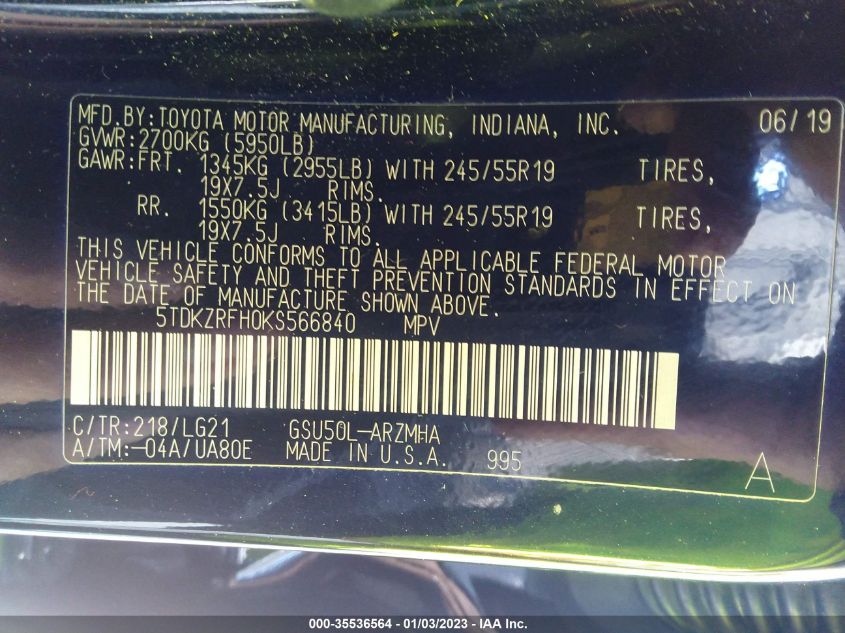 MFD.BY:TOYOTA MOTOR MANUFACTURING, INDIANA, INC. 06/19
GVWR:2700KG (5950LB)
GAWR:FRT. 1345KG (2955LB) WITH 245/55R19 TIRES,
19X7.5J RIMS.
RR. 1550KG (3415LB) WITH 245/55R19 TIRES,
19X7.5J RIMS.
THIS VEHICLE CONFORMS TO ALL APPLICABLE FEDERAL MOTOR
VEHICLE SAFETY AND THEFT PREVENTION STANDARDS IN EFFECT ON
THE DATE OF MANUFACTURE SHOWN ABOVE.
5TDKZRFH0KS566840 MPV
C/TR:218/LG21 GSU50L-ARZMHA
A/TM:-04A/UA80E MADE IN U.S.A. 995 A
000-35536564 — 01/03/2023 — IAA Inc.